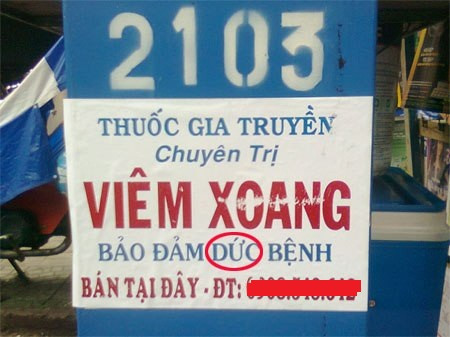 2103
THUỐC GIA TRUYỀN
Chuyên Trị
VIÊM XOANG
BẢO ĐẢM DỨC BỆNH
BÁN TẠI ĐÂY - ĐT: